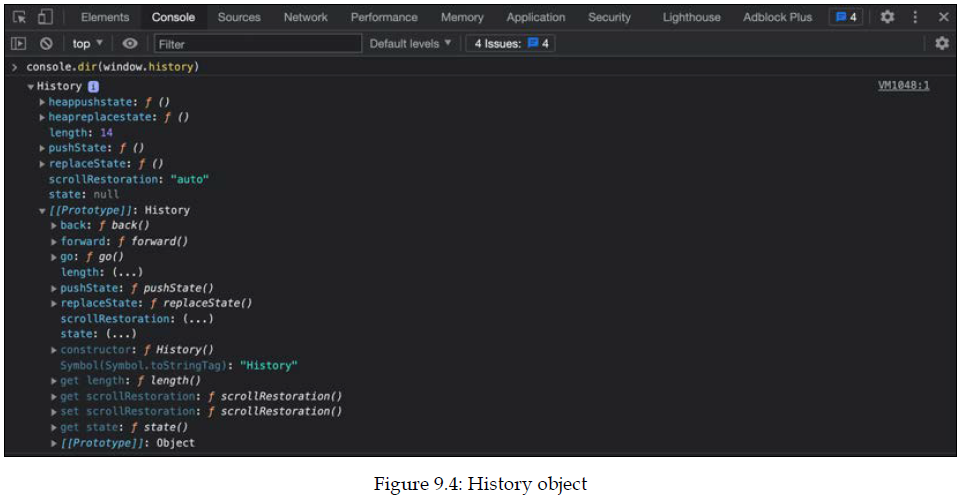 Elements Console Sources Network Performance Memory Application Security Lighthouse Adblock Plus 4
top Filter Default levels 4 Issues: 4
> console.dir(window.history)
History i VM1048:1
heappushstate: ƒ ()
heapreplacestate: ƒ ()
length: 14
pushState: ƒ ()
replaceState: ƒ ()
scrollRestoration: "auto"
state: null
[[Prototype]]: History
back: ƒ back()
forward: ƒ forward()
go: ƒ go()
length: (...)
pushState: ƒ pushState()
replaceState: ƒ replaceState()
scrollRestoration: (...)
state: (...)
constructor: ƒ History()
Symbol(Symbol.toStringTag): "History"
get length: ƒ length()
get scrollRestoration: ƒ scrollRestoration()
set scrollRestoration: ƒ scrollRestoration()
get state: ƒ state()
[[Prototype]]: Object
Figure 9.4: History object